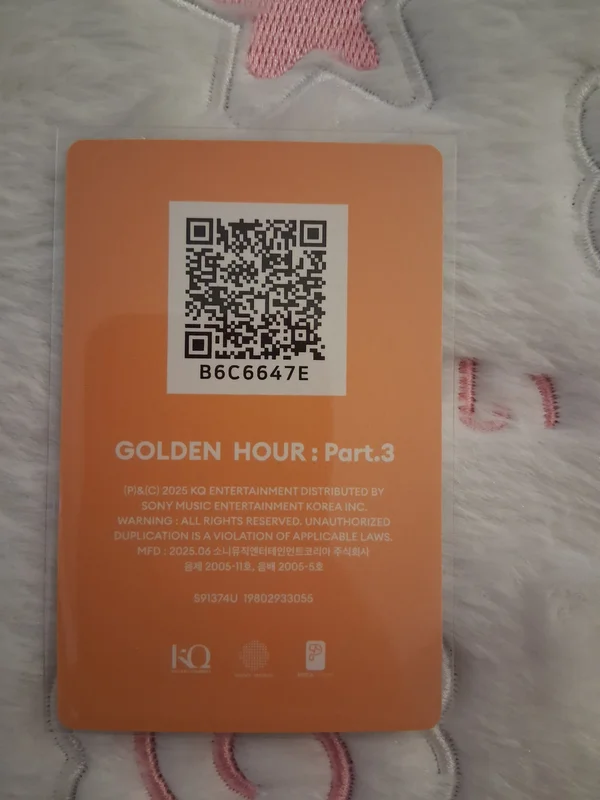 B6C6647E
GOLDEN HOUR : Part.3
(P)&(C) 2025 KQ ENTERTAINMENT DISTRIBUTED BY
SONY MUSIC ENTERTAINMENT KOREA INC.
WARNING : ALL RIGHTS RESERVED. UNAUTHORIZED
DUPLICATION IS A VIOLATION OF APPLICABLE LAWS.
MFD : 2025.06 소니뮤직엔터테인먼트코리아 주식회사
음제 2005-11호, 음배 2005-5호
S91374U 19802933055
KQ